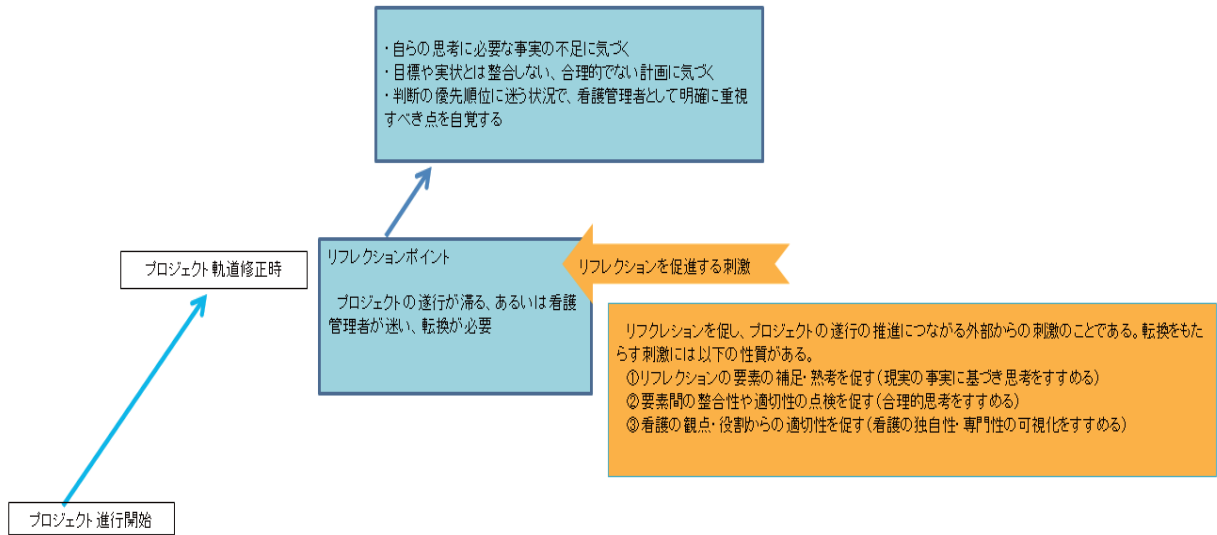 ・自らの思考に必要な事実の不足に気づく
・目標や実状とは整合しない、合理的でない計画に気づく
・判断の優先順位に迷う状況で、看護管理者として明確に重視
すべき点を自覚する
プロジェクト軌道修正時
リフレクションポイント
プロジェクトの遂行が滞る、あるいは看護
管理者が迷い、転換が必要
リフレクションを促進する刺激
リフクレションを促し、プロジェクトの遂行の推進につながる外部からの刺激のことである。転換をもた
らす刺激には以下の性質がある。
①リフレクションの要素の補足・熟考を促す(現実の事実に基づき思考をすすめる)
②要素間の整合性や適切性の点検を促す(合理的思考をすすめる)
③看護の観点・役割からの適切性を促す(看護の独自性・専門性の可視化をすすめる)
プロジェクト進行開始